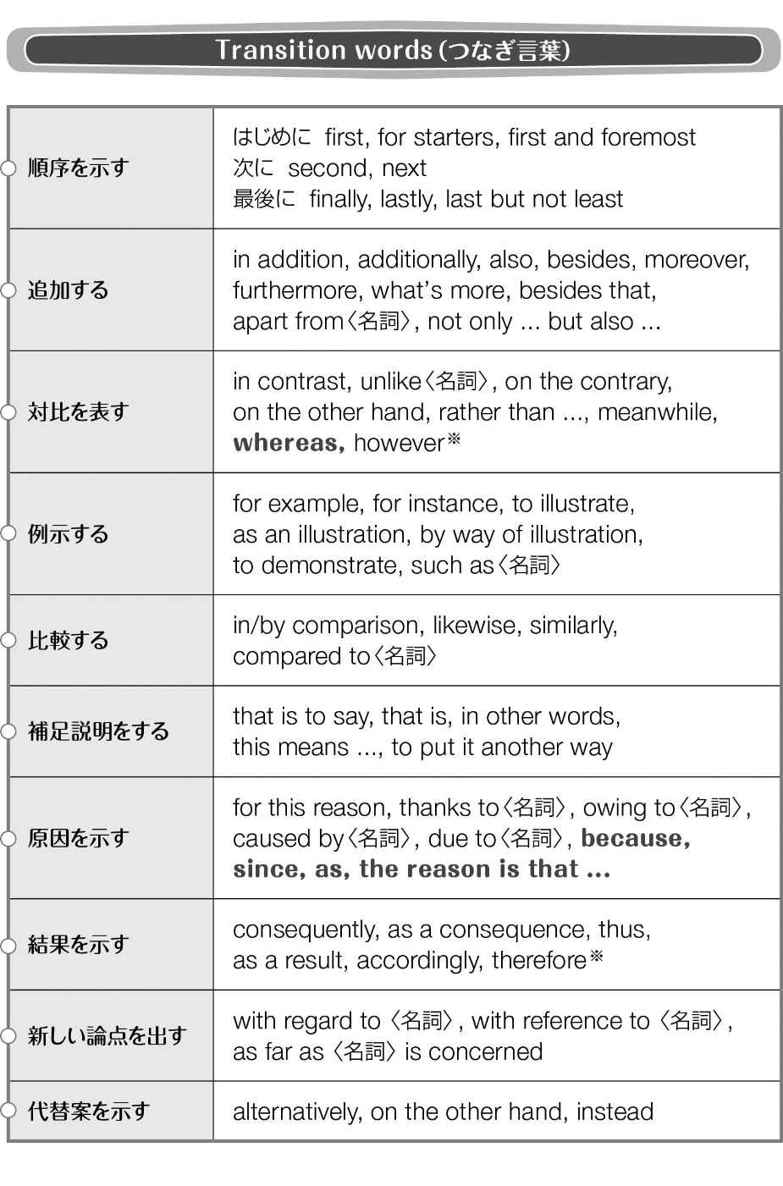 Transition words（つなぎ言葉）
順序を示す
はじめに first, for starters, first and foremost
次に second, next
最後に finally, lastly, last but not least
追加する
in addition, additionally, also, besides, moreover,
furthermore, what's more, besides that,
apart from〈名詞〉, not only ... but also ...
対比を表す
in contrast, unlike〈名詞〉, on the contrary,
on the other hand, rather than ..., meanwhile,
whereas, however※
例示する
for example, for instance, to illustrate,
as an illustration, by way of illustration,
to demonstrate, such as〈名詞〉
比較する
in/by comparison, likewise, similarly,
compared to〈名詞〉
補足説明をする
that is to say, that is, in other words,
this means ..., to put it another way
原因を示す
for this reason, thanks to〈名詞〉, owing to〈名詞〉,
caused by〈名詞〉, due to〈名詞〉, because,
since, as, the reason is that ...
結果を示す
consequently, as a consequence, thus,
as a result, accordingly, therefore※
新しい論点を出す
with regard to 〈名詞〉, with reference to 〈名詞〉,
as far as 〈名詞〉 is concerned
代替案を示す
alternatively, on the other hand, instead